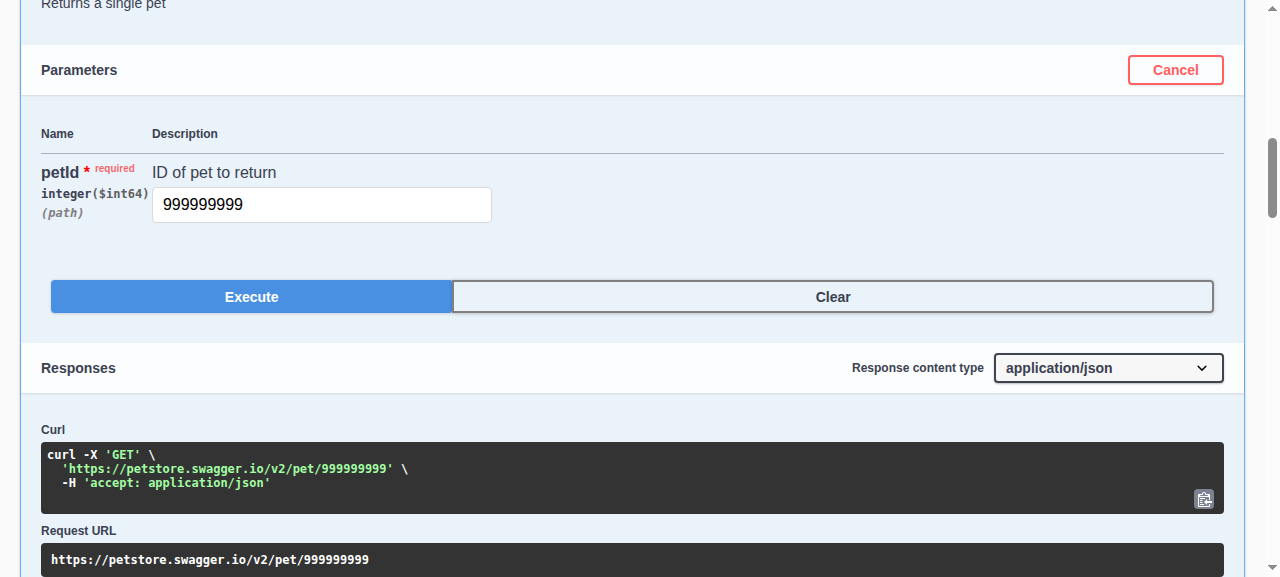 Returns a single pet
Parameters
Cancel
Name Description
petId * required ID of pet to return
integer($int64)
(path)
999999999
Execute Clear
Responses Response content type application/json
Curl
curl -X 'GET' \
  'https://petstore.swagger.io/v2/pet/999999999' \
  -H 'accept: application/json'
Request URL
https://petstore.swagger.io/v2/pet/999999999